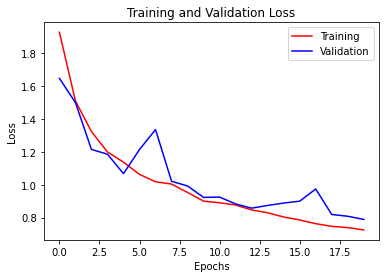 Training and Validation Loss
Training
Validation
Loss
1.8
1.6
1.4
1.2
1.0
0.8
0.0 2.5 5.0 7.5 10.0 12.5 15.0 17.5
Epochs